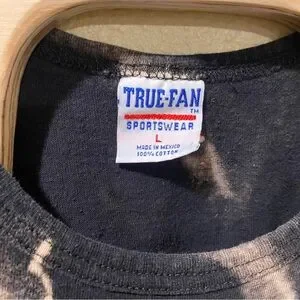 TRUE-FAN
TM
SPORTSWEAR
L
MADE IN MEXICO
100% COTTON